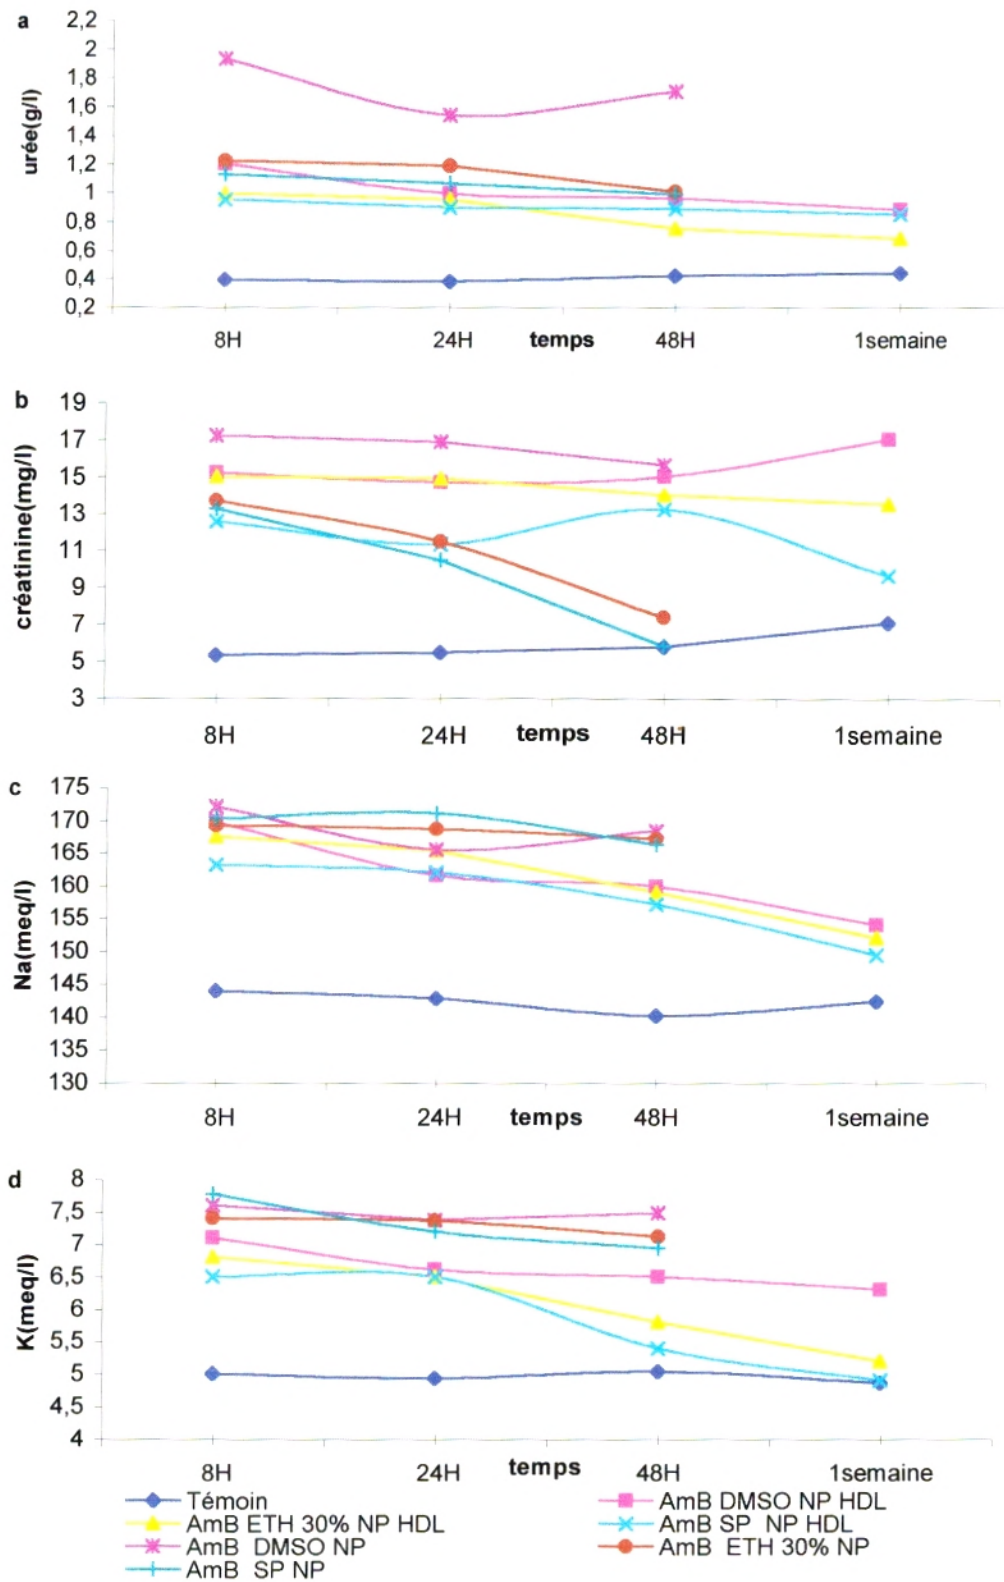 a
urée(g/l)
2,2
2
1,8
1,6
1,4
1,2
1
0,8
0,6
0,4
0,2
8H 24H temps 48H 1semaine
b
créatinine(mg/l)
19
17
15
13
11
9
7
5
3
8H 24H temps 48H 1semaine
c
Na(meq/l)
175
170
165
160
155
150
145
140
135
130
8H 24H temps 48H 1semaine
d
K(meq/l)
8
7,5
7
6,5
6
5,5
5
4,5
4
8H 24H temps 48H 1semaine
Témoin AmB DMSO NP HDL
AmB ETH 30% NP HDL AmB SP NP HDL
AmB DMSO NP AmB ETH 30% NP
AmB SP NP